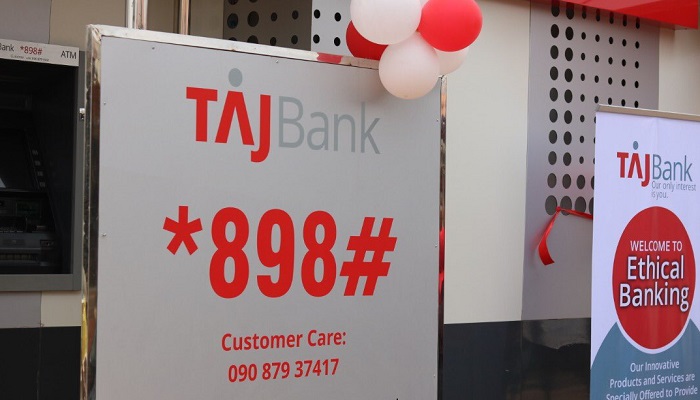 Bank *898# ATM
TAJBank
*898#
Customer Care:
090 879 37417
TAJBank
Our only interest
is you.
WELCOME TO
Ethical
Banking
Our Innovative
Products and Services are
Specially Offered to Provide